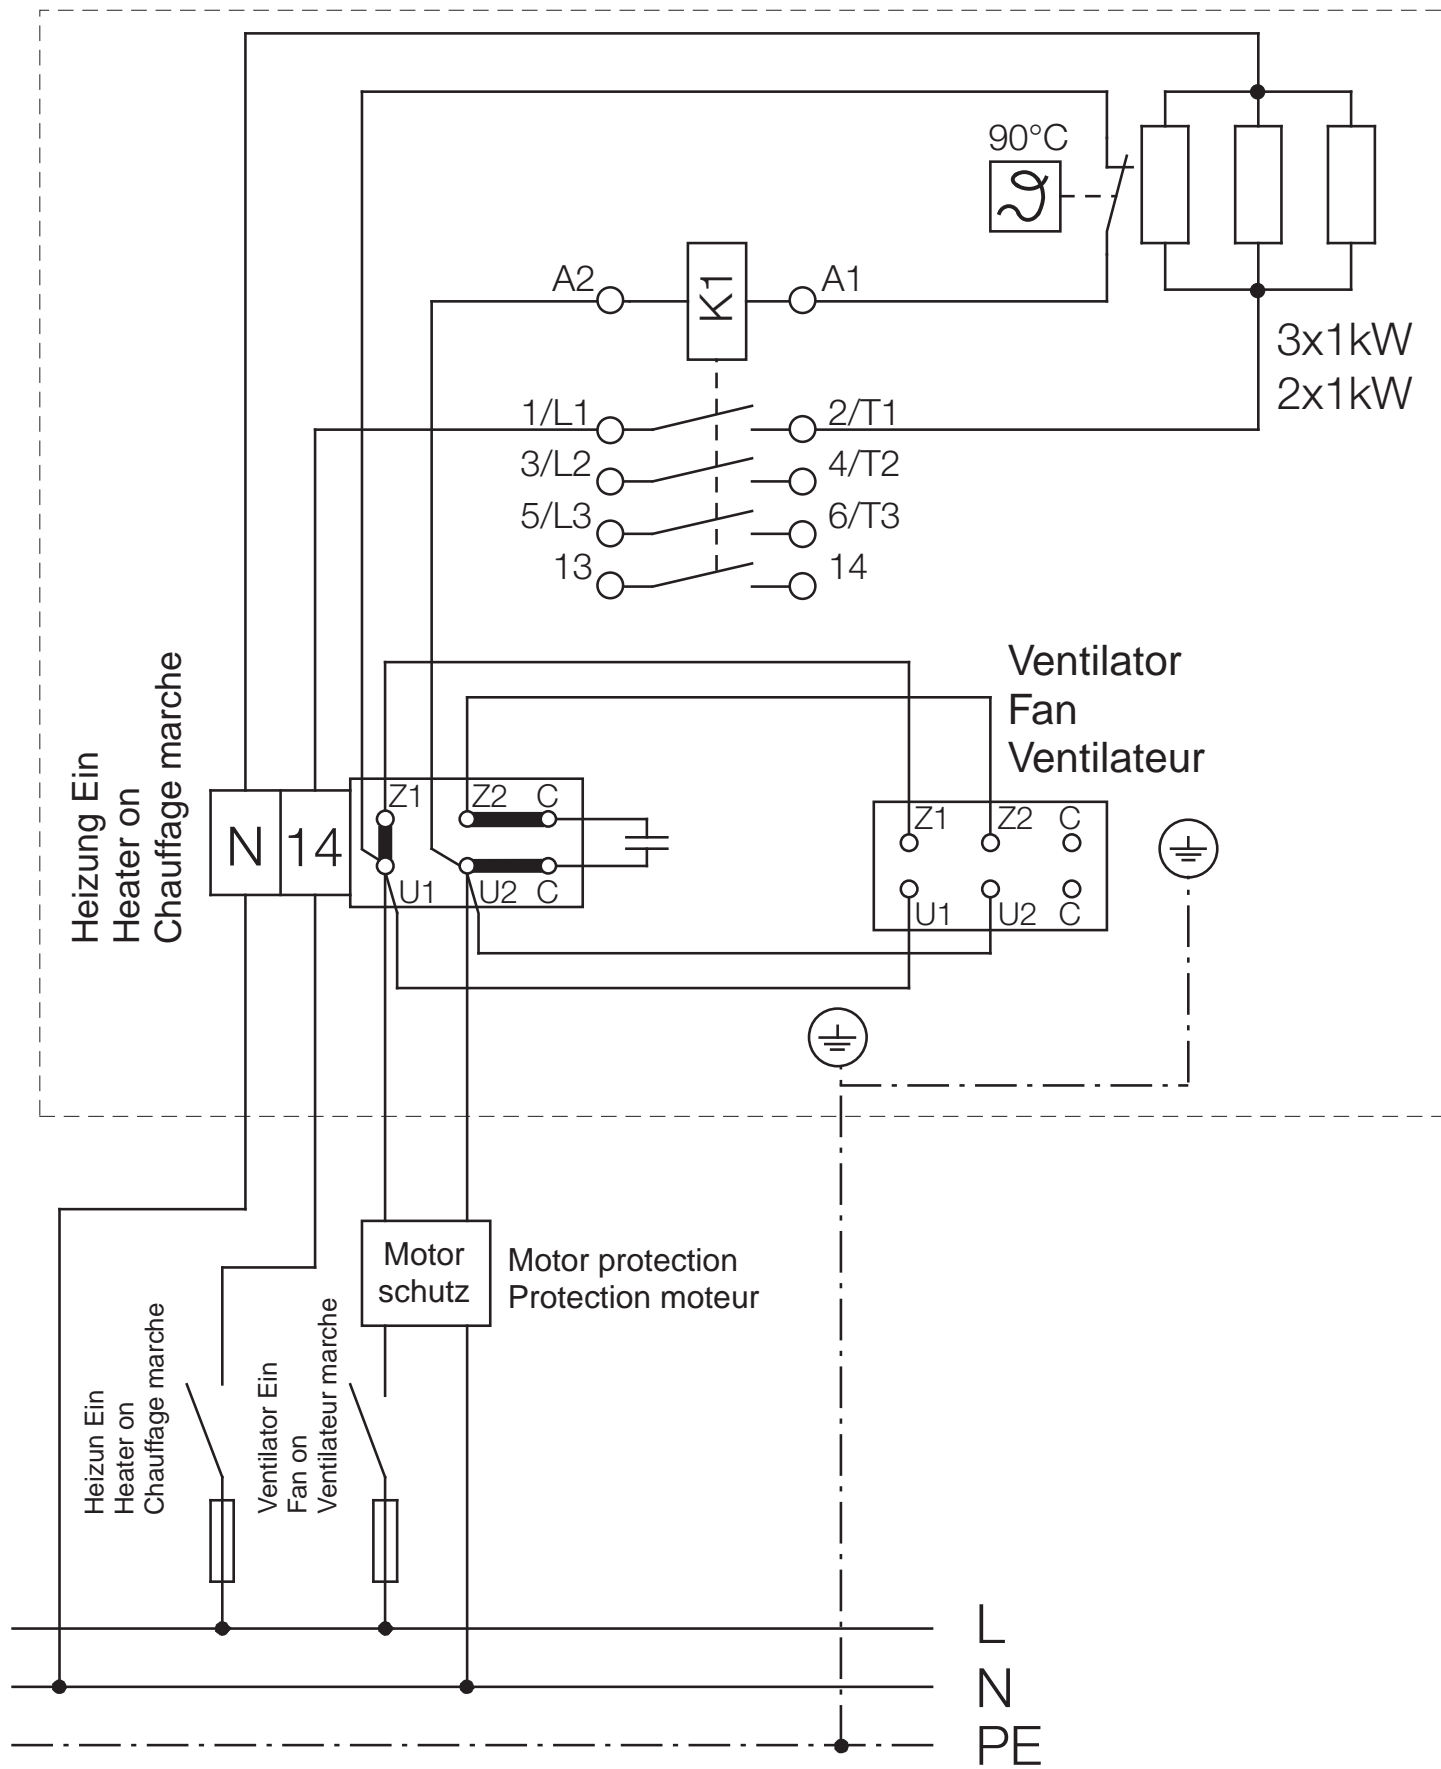 90°C
A2
K1
A1
3x1kW
2x1kW
1/L1
2/T1
3/L2
4/T2
5/L3
6/T3
13
14
Ventilator
Fan
Ventilateur
Heizung Ein
Heater on
Chauffage marche
N
14
Z1
Z2
C
U1
U2
C
Z1
Z2
C
U1
U2
C
Motor
schutz
Motor protection
Protection moteur
Heizun Ein
Heater on
Chauffage marche
Ventilator Ein
Fan on
Ventilateur marche
L
N
PE